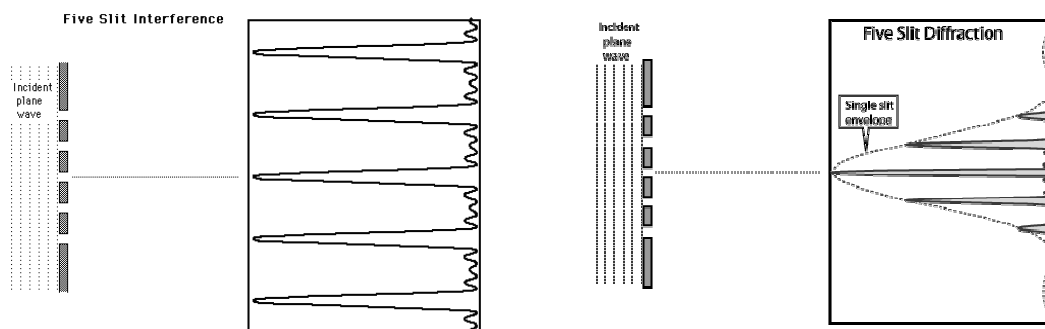 Five Slit Interference
Incident
plane
wave
Incident
plane
wave
Five Slit Diffraction
Single slit
envelope